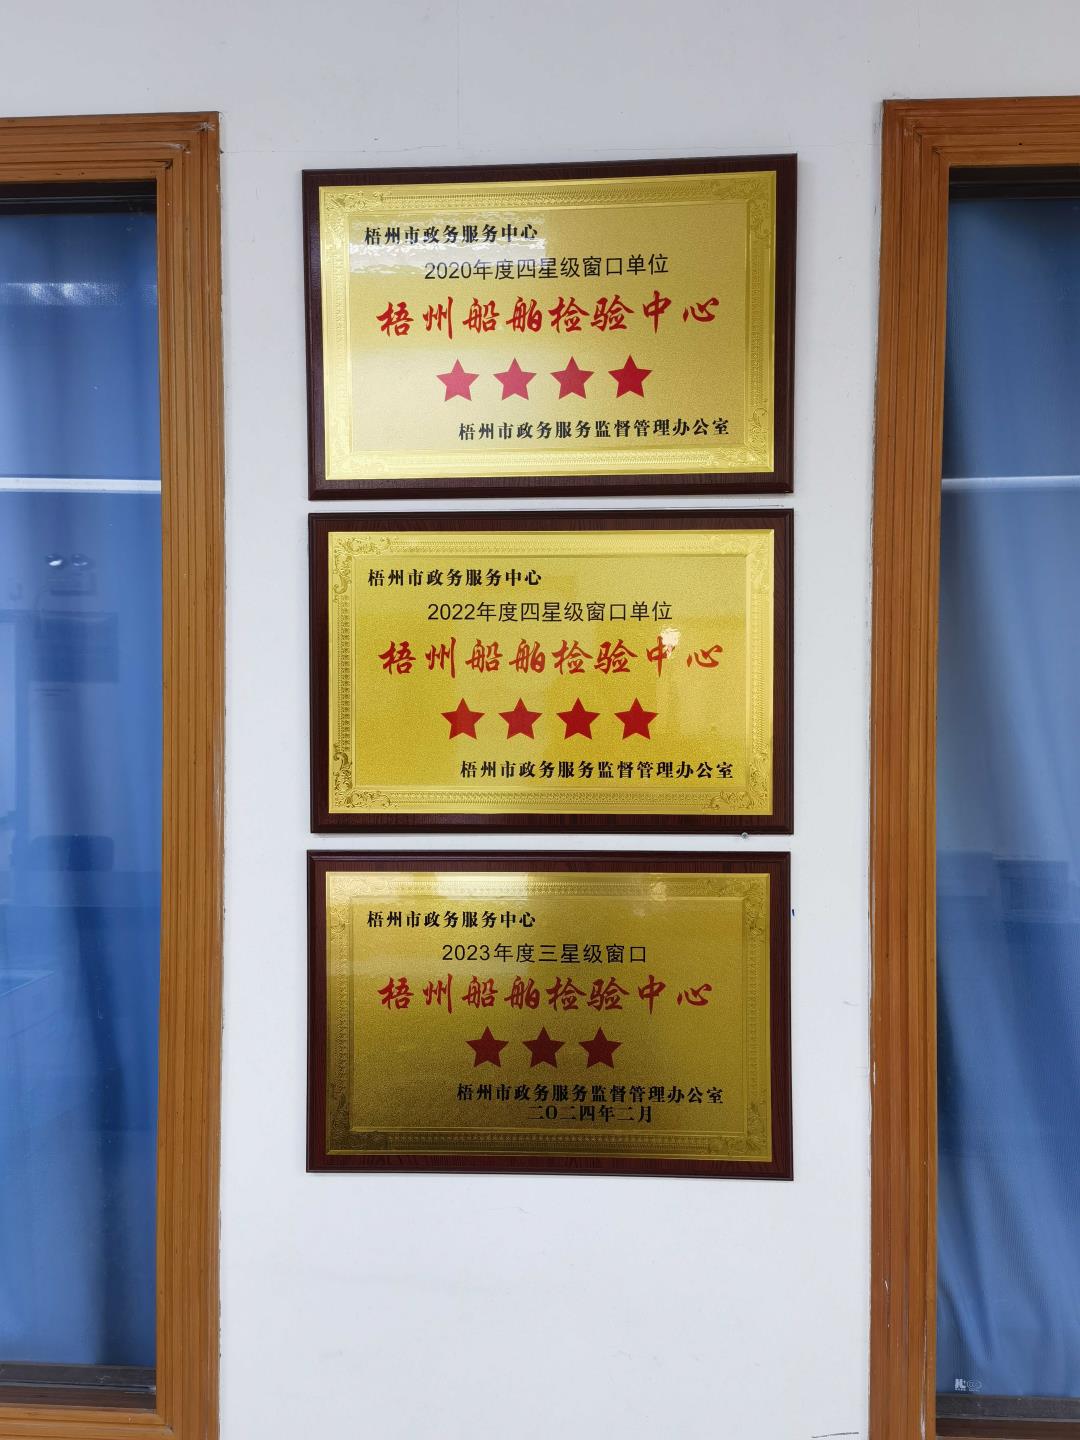 梧州市政务服务中心
2020年度四星级窗口单位
梧州船舶检验中心
梧州市政务服务监督管理办公室
梧州市政务服务中心
2022年度四星级窗口单位
梧州船舶检验中心
梧州市政务服务监督管理办公室
梧州市政务服务中心
2023年度三星级窗口
梧州船舶检验中心
梧州市政务服务监督管理办公室
二〇二四年二月